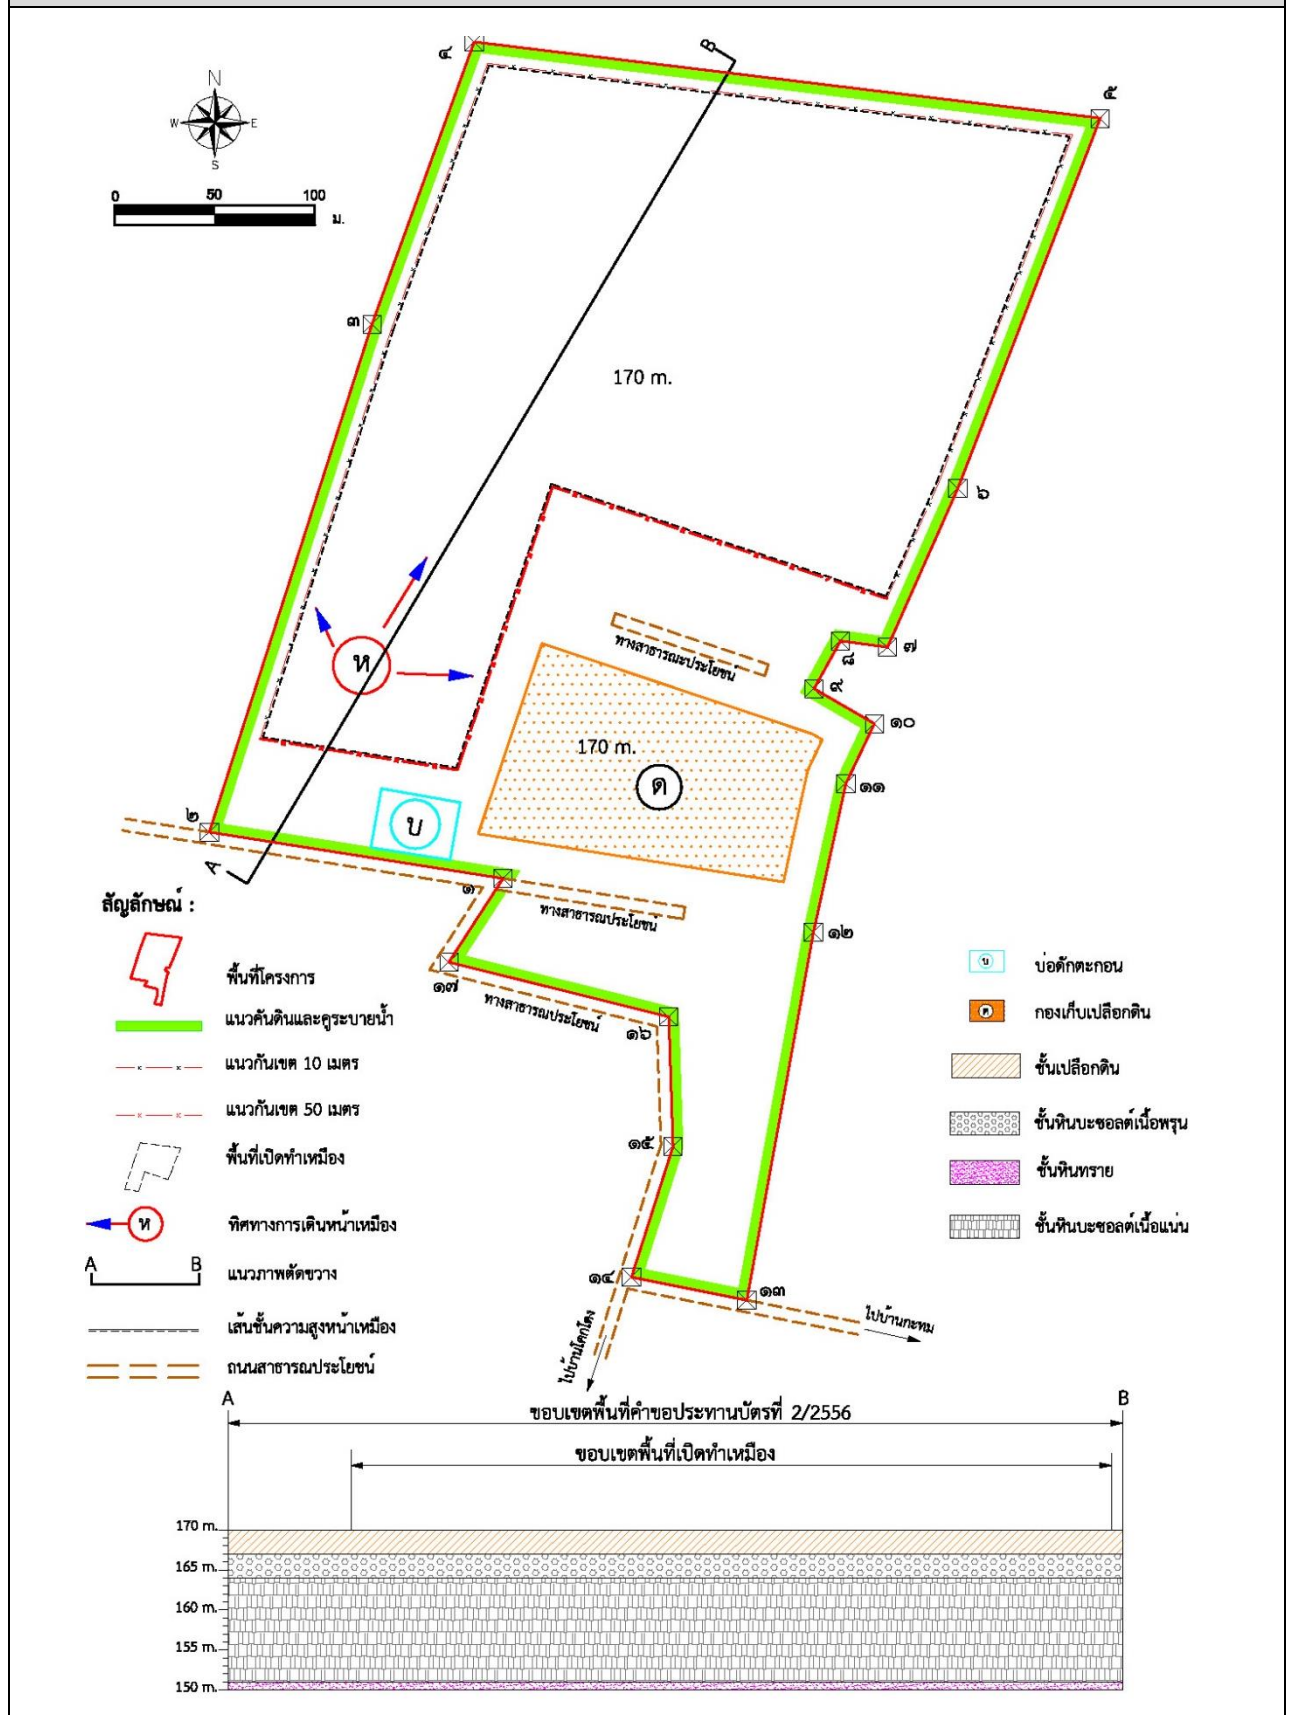 ๔
B
๕
N
W E
S
0 50 100
ม.
๓
170 m.
๖
ห
ทางสาธารณะประโยชน์
๘
๗
๙
๑๐
170 m.
ด
๑๑
๒
บ
A
๑
ทางสาธารณประโยชน์
๑๒
๑๗
ทางสาธารณประโยชน์
๑๖
๑๕
๑๔
๑๓
ไปบ้านโคกโดง
ไปบ้านกะทม
สัญลักษณ์ :
พื้นที่โครงการ
แนวคันดินและคูระบายน้ำ
แนวกันเขต 10 เมตร
แนวกันเขต 50 เมตร
พื้นที่เปิดทำเหมือง
ห ทิศทางการเดินหน้าเหมือง
A B แนวภาพตัดขวาง
เส้นชั้นความสูงหน้าเหมือง
ถนนสาธารณประโยชน์
บ บ่อดักตะกอน
ด กองเก็บเปลือกดิน
ชั้นเปลือกดิน
ชั้นหินบะซอลต์เนื้อพรุน
ชั้นหินทราย
ชั้นหินบะซอลต์เนื้อแน่น
A B
ขอบเขตพื้นที่คำขอประทานบัตรที่ 2/2556
ขอบเขตพื้นที่เปิดทำเหมือง
170 m.
165 m.
160 m.
155 m.
150 m.